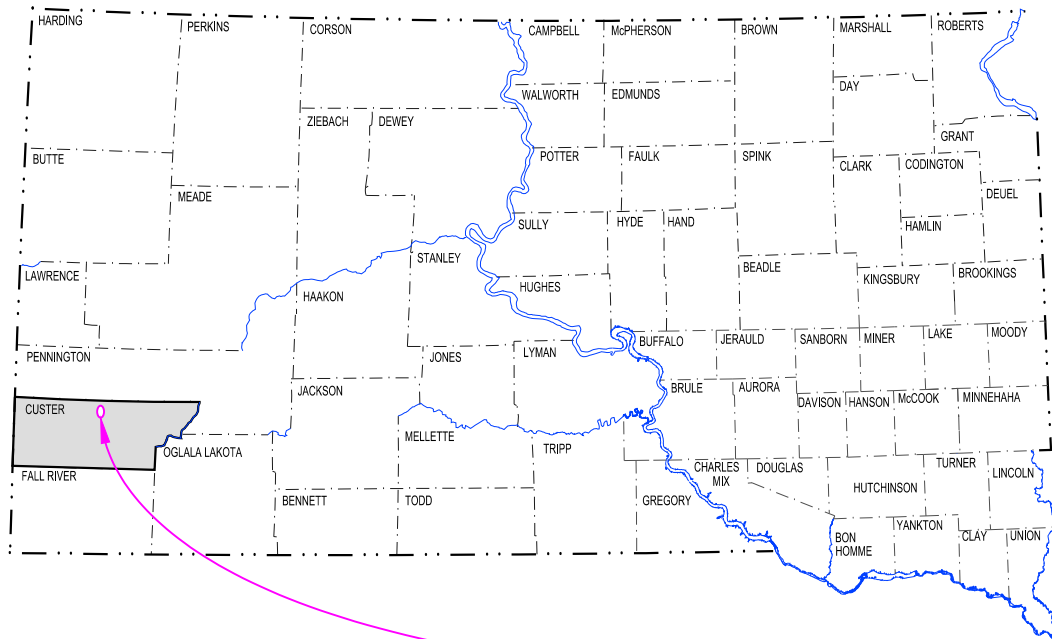 HARDING
PERKINS
CORSON
CAMPBELL
McPHERSON
BROWN
MARSHALL
ROBERTS
WALWORTH
EDMUNDS
DAY
ZIEBACH
DEWEY
GRANT
BUTTE
POTTER
FAULK
SPINK
CLARK
CODINGTON
MEADE
DEUEL
SULLY
HYDE
HAND
HAMLIN
STANLEY
BEADLE
LAWRENCE
HUGHES
KINGSBURY
BROOKINGS
HAAKON
PENNINGTON
JONES
LYMAN
BUFFALO
JERAULD
SANBORN
MINER
LAKE
MOODY
JACKSON
BRULE
AURORA
CUSTER
DAVISON
HANSON
McCOOK
MINNEHAHA
MELLETTE
OGLALA LAKOTA
TRIPP
FALL RIVER
CHARLES
MIX
DOUGLAS
TURNER
LINCOLN
HUTCHINSON
BENNETT
TODD
GREGORY
YANKTON
BON
HOMME
CLAY
UNION